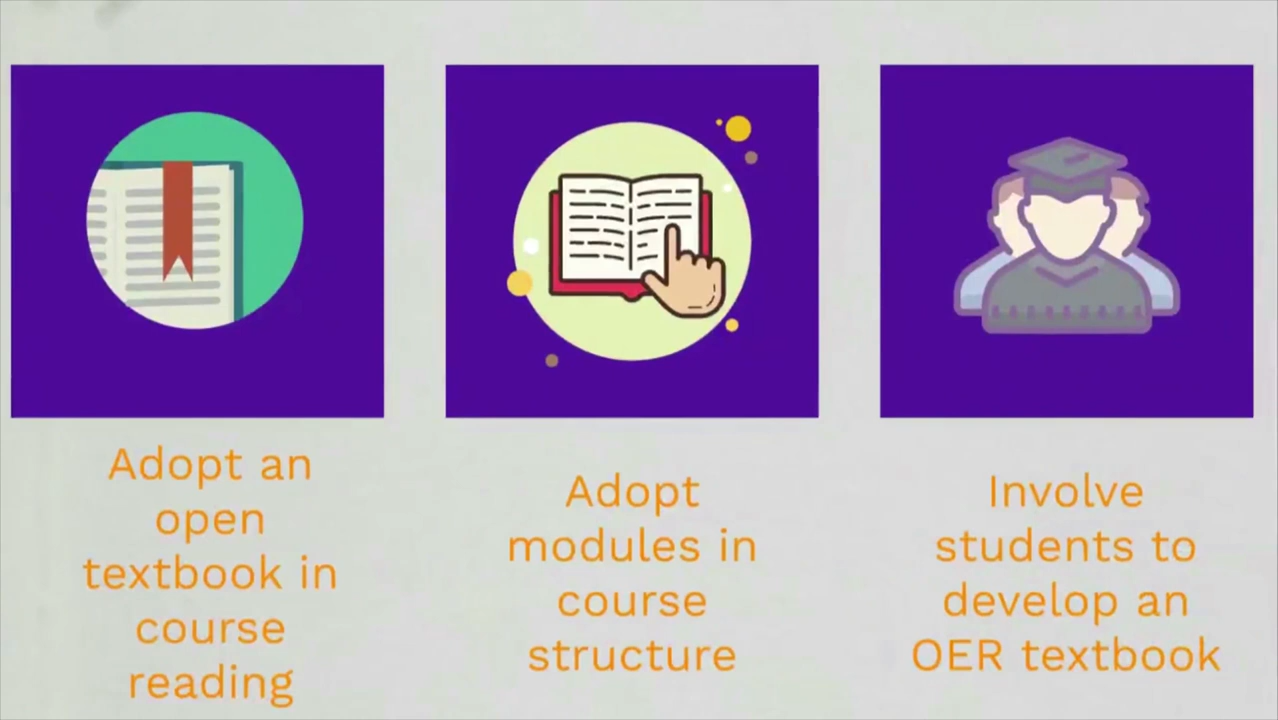 Adopt an
open
textbook in
course
reading
Adopt
modules in
course
structure
Involve
students to
develop an
OER textbook